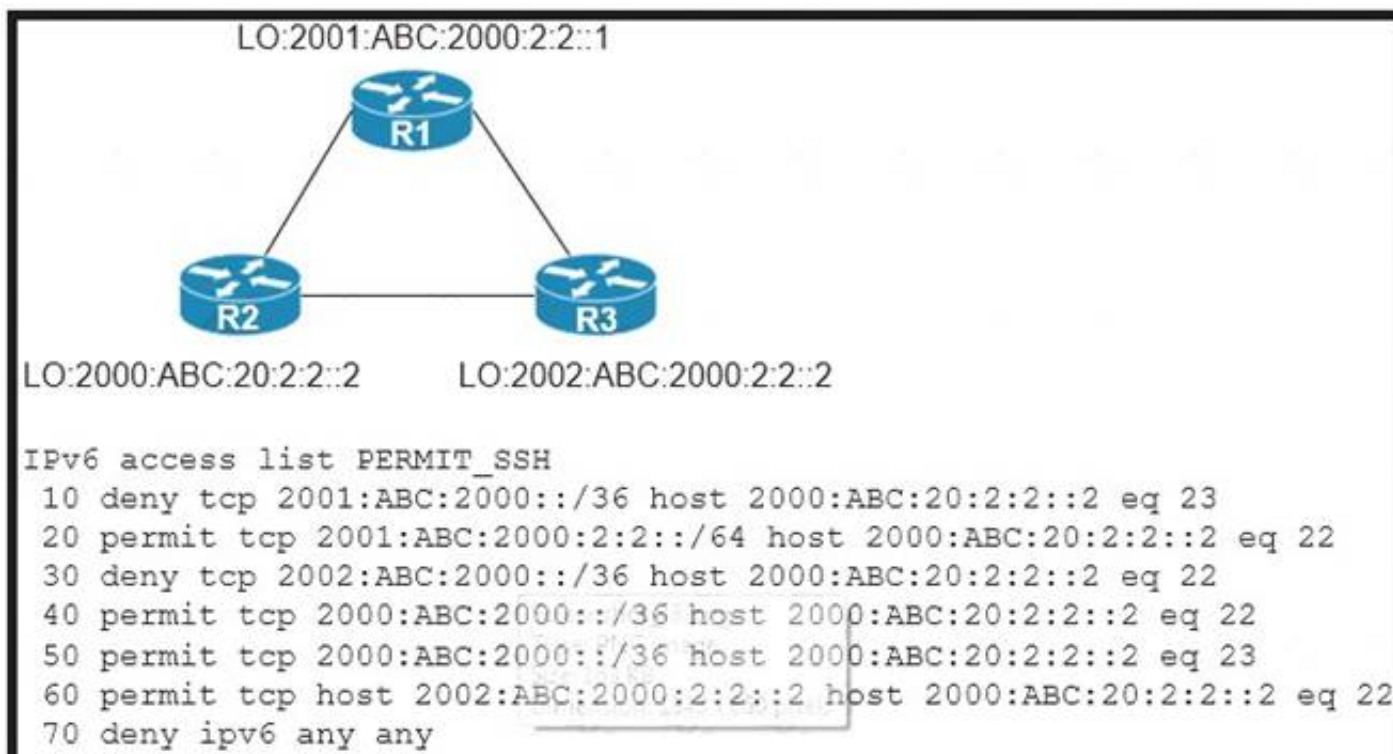 LO:2001:ABC:2000:2:2::1
R1
R2
R3
LO:2000:ABC:20:2:2::2
LO:2002:ABC:2000:2:2::2
IPv6 access list PERMIT_SSH
10 deny tcp 2001:ABC:2000::/36 host 2000:ABC:20:2:2::2 eq 23
20 permit tcp 2001:ABC:2000:2:2::/64 host 2000:ABC:20:2:2::2 eq 22
30 deny tcp 2002:ABC:2000::/36 host 2000:ABC:20:2:2::2 eq 22
40 permit tcp 2000:ABC:2000::/36 host 2000:ABC:20:2:2::2 eq 22
50 permit tcp 2000:ABC:2000::/36 host 2000:ABC:20:2:2::2 eq 23
60 permit tcp host 2002:ABC:2000:2:2::2 host 2000:ABC:20:2:2::2 eq 22
70 deny ipv6 any any